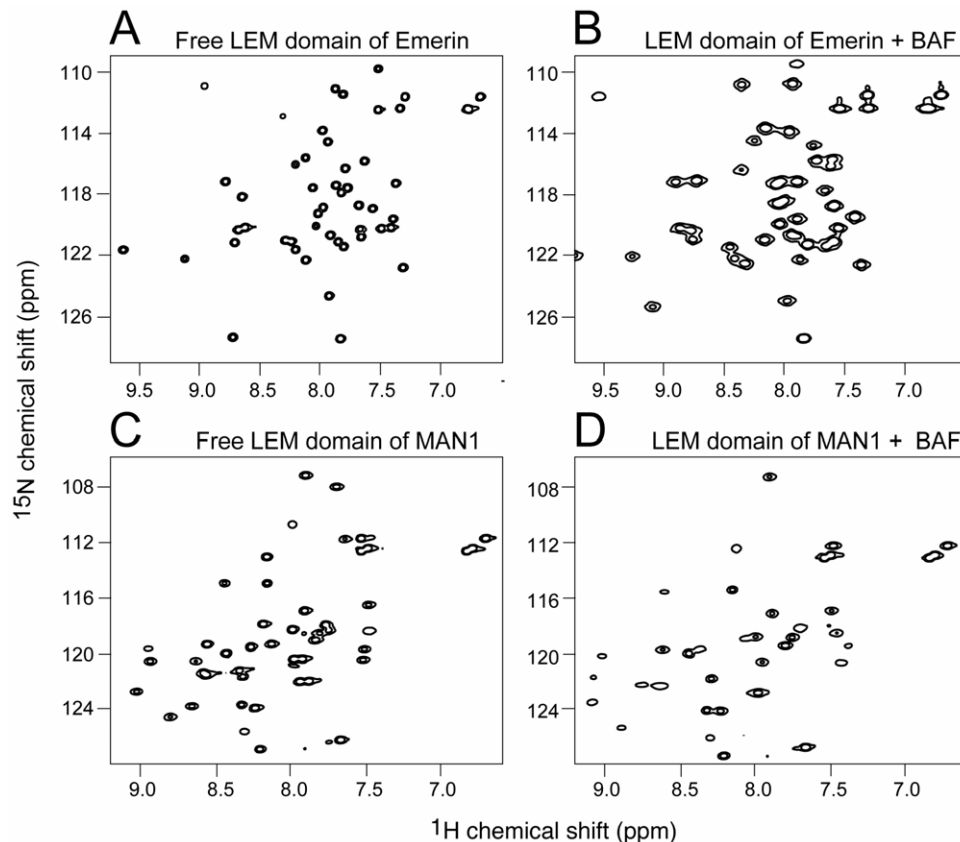 A
Free LEM domain of Emerin
B
LEM domain of Emerin + BAF
110
114
118
122
126
9.5 9.0 8.5 8.0 7.5 7.0
110
114
118
122
126
9.5 9.0 8.5 8.0 7.5 7.0
C
Free LEM domain of MAN1
D
LEM domain of MAN1 + BAF
108
112
116
120
124
9.0 8.5 8.0 7.5 7.0
108
112
116
120
124
9.0 8.5 8.0 7.5 7.0
15N chemical shift (ppm)
1H chemical shift (ppm)